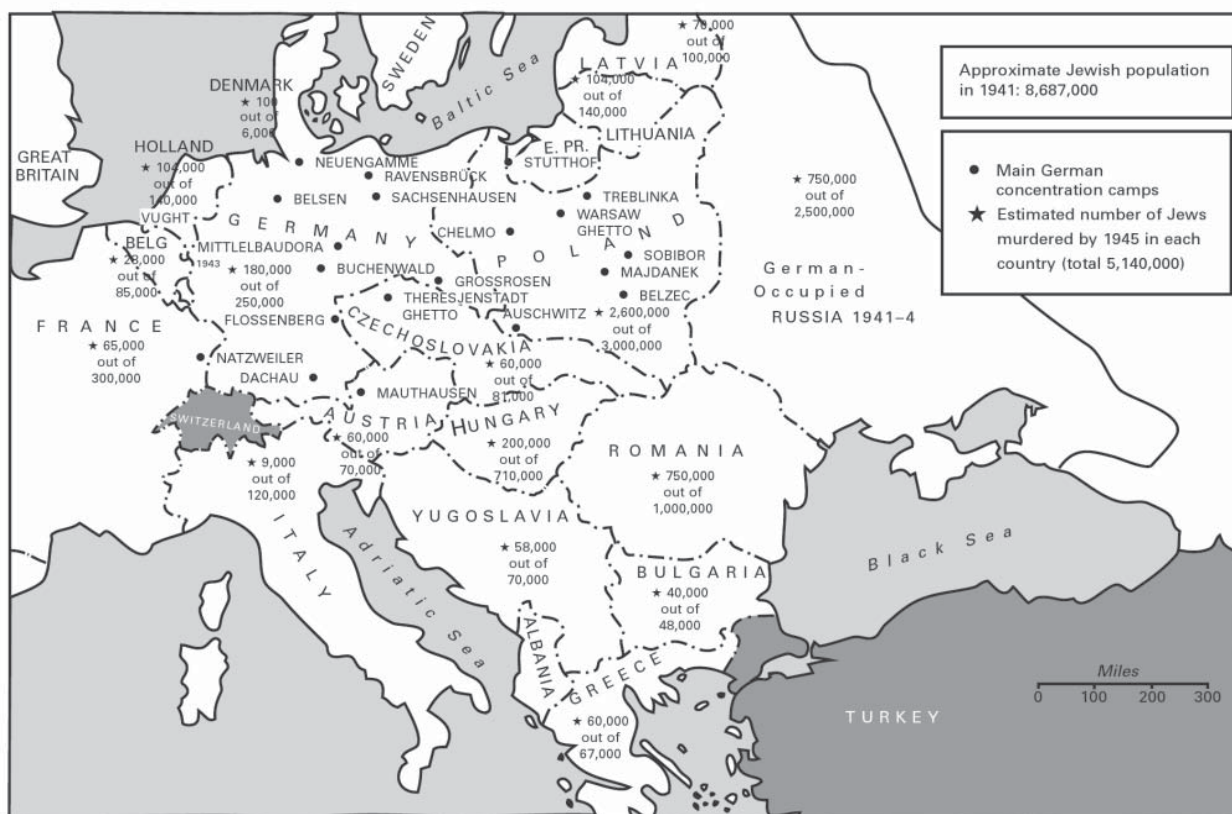 ★ 70,000
out of
100,000
SWEDEN
Baltic Sea
LATVIA
★ 104,000
out of
140,000
LITHUANIA
DENMARK
★ 100
out of
6,000
HOLLAND
★ 104,000
out of
140,000
VUGHT
GREAT
BRITAIN
E. PR.
STUTTHOF
NEUENGAMME
RAVENSBRÜCK
BELSEN
SACHSENHAUSEN
TREBLINKA
WARSAW
GHETTO
GERMANY
CHELMO
POLAND
BELG
★ 28,000
out of
85,000
MITTLELBAUDORA
1943
★ 180,000
out of
250,000
BUCHENWALD
SOBIBOR
MAJDANEK
GROSSROSEN
BELZEC
THERESJENSTADT
GHETTO
FLOSSENBERG
AUSCHWITZ
★ 2,600,000
out of
3,000,000
CZECHOSLOVAKIA
★ 60,000
out of
81,000
FRANCE
★ 65,000
out of
300,000
NATZWEILER
DACHAU
MAUTHAUSEN
SWITZERLAND
AUSTRIA
★ 60,000
out of
70,000
HUNGARY
★ 200,000
out of
710,000
ROMANIA
★ 750,000
out of
1,000,000
★ 9,000
out of
120,000
ITALY
Adriatic Sea
YUGOSLAVIA
★ 58,000
out of
70,000
BULGARIA
★ 40,000
out of
48,000
ALBANIA
GREECE
★ 60,000
out of
67,000
★ 750,000
out of
2,500,000
German-
Occupied
RUSSIA 1941–4
Black Sea
TURKEY
Miles
0 100 200 300
Approximate Jewish population
in 1941: 8,687,000
● Main German
concentration camps
★ Estimated number of Jews
murdered by 1945 in each
country (total 5,140,000)